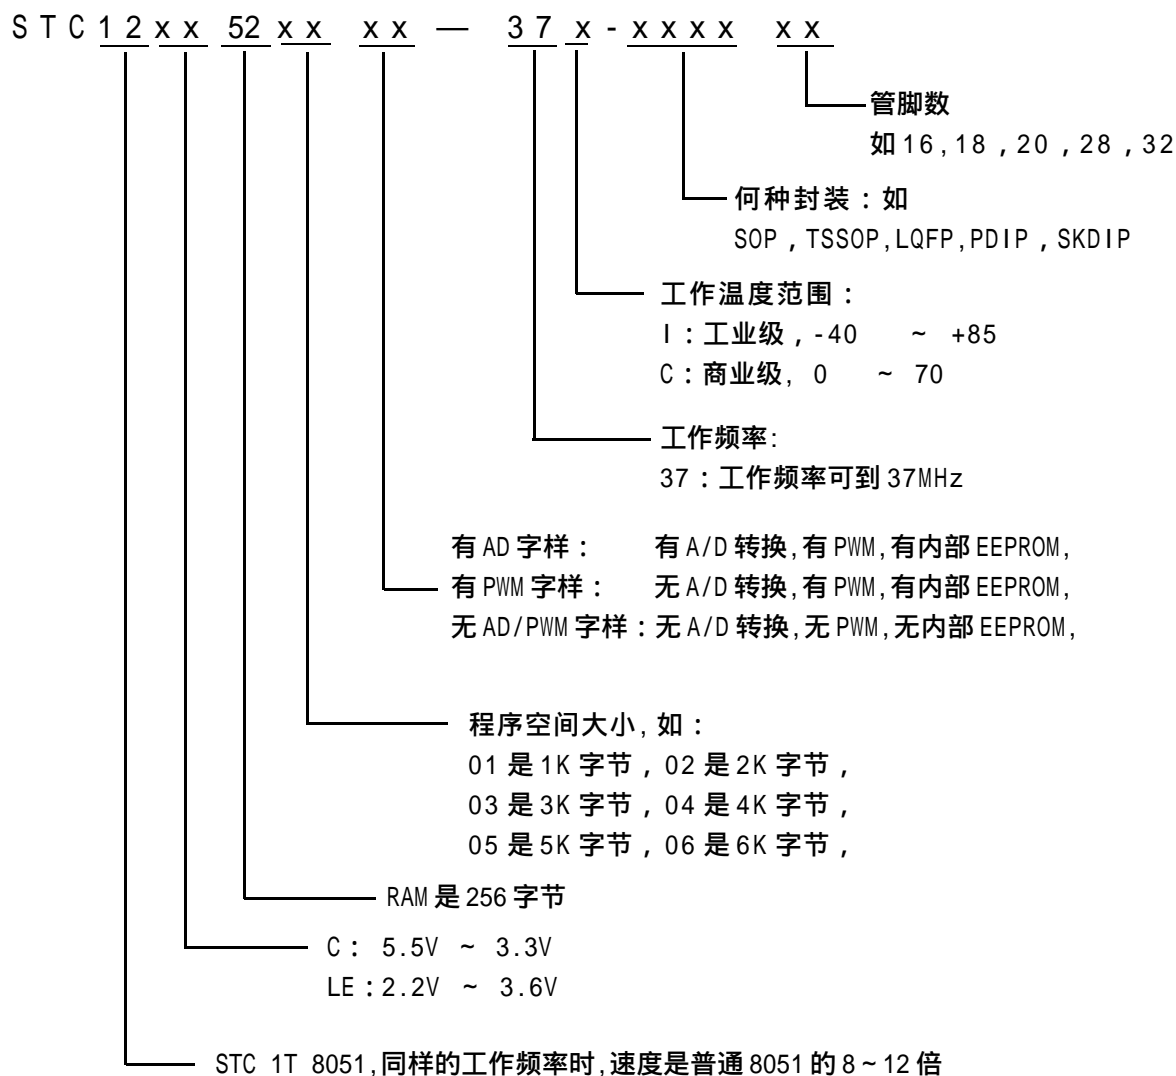 STC12xx52xx xx — 37x-xxxx xx
管脚数
如16,18，20，28，32
何种封装：如
SOP，TSSOP,LQFP,PDIP，SKDIP
工作温度范围：
I：工业级，-40 ~ +85
C：商业级, 0 ~ 70
工作频率:
37：工作频率可到37MHz
有AD字样： 有A/D转换,有PWM,有内部EEPROM,
有PWM字样： 无A/D转换,有PWM,有内部EEPROM,
无AD/PWM字样：无A/D转换,无PWM,无内部EEPROM,
程序空间大小,如：
01是1K字节，02是2K字节，
03是3K字节，04是4K字节，
05是5K字节，06是6K字节，
RAM是256字节
C： 5.5V ~ 3.3V
LE：2.2V ~ 3.6V
STC 1T 8051,同样的工作频率时,速度是普通8051的8~12倍